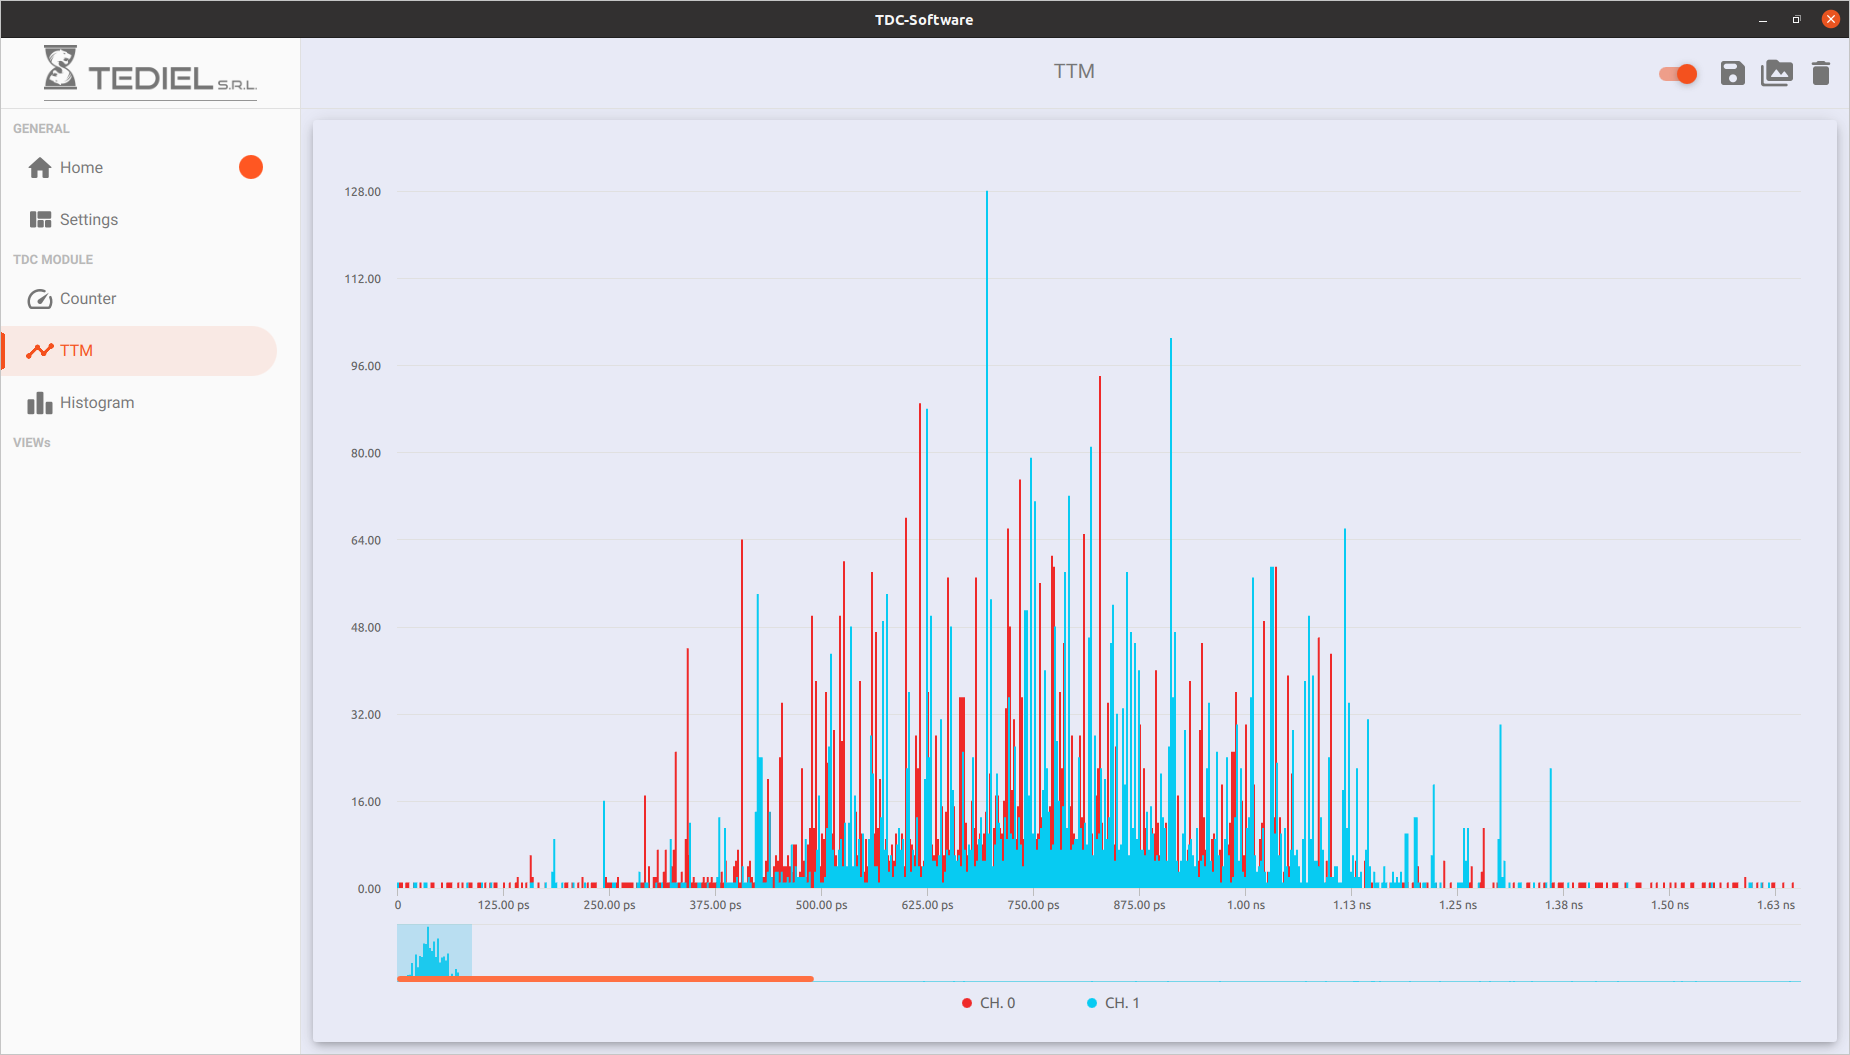 TDC-Software
TEDIEL S.R.L.
TTM
GENERAL
Home
Settings
TDC MODULE
Counter
TTM
Histogram
VIEWs
128.00
112.00
96.00
80.00
64.00
48.00
32.00
16.00
0.00
0 125.00 ps 250.00 ps 375.00 ps 500.00 ps 625.00 ps 750.00 ps 875.00 ps 1.00 ns 1.13 ns 1.25 ns 1.38 ns 1.50 ns 1.63 ns
CH. 0 CH. 1